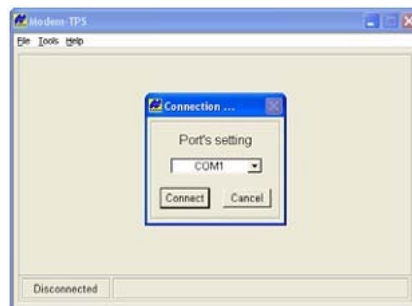 Modem-TPS
File Tools Help
Connection ...
Port's setting
COM1
Connect Cancel
Disconnected